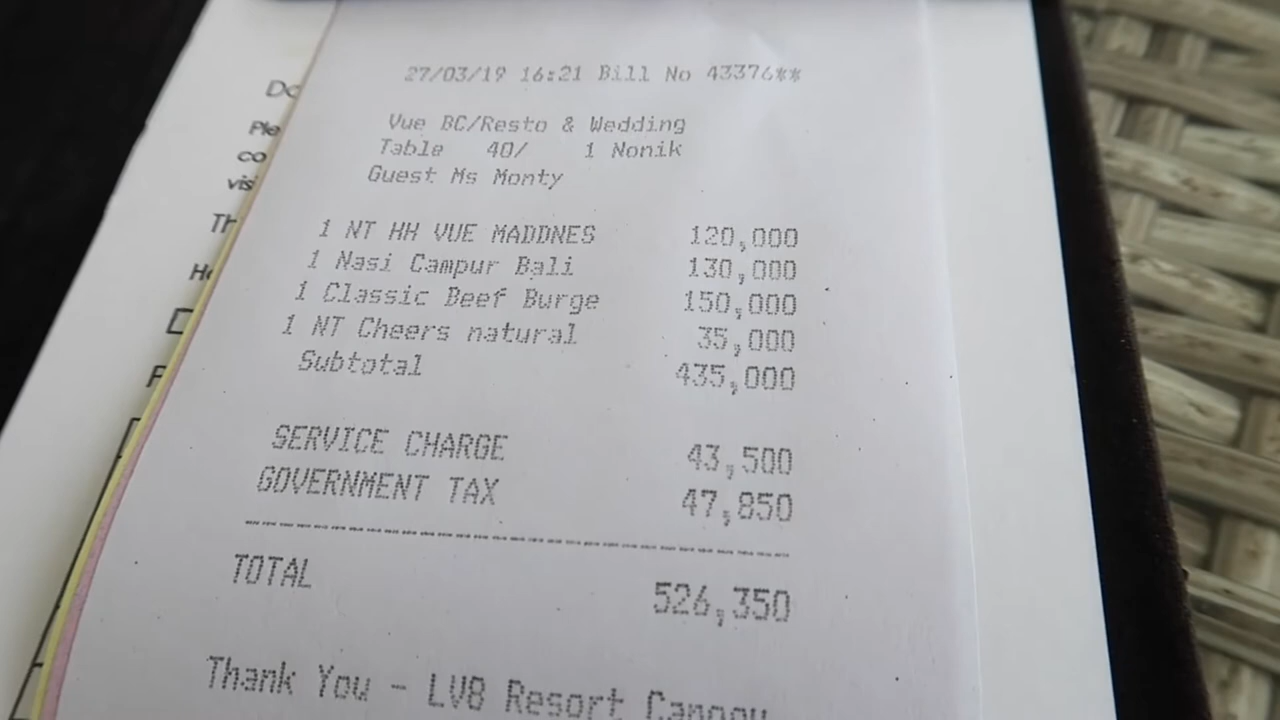 27/03/19 16:21 Bill No 43376**
Vue BC/Resto & Wedding
Table 40/ 1 Nonik
Guest Ms Monty
1 NT HH VUE MADDNES 120,000
1 Nasi Campur Bali 130,000
1 Classic Beef Burge 150,000
1 NT Cheers natural 35,000
Subtotal 435,000
SERVICE CHARGE 43,500
GOVERNMENT TAX 47,850
TOTAL 526,350
Thank You - LV8 Resort Canggu